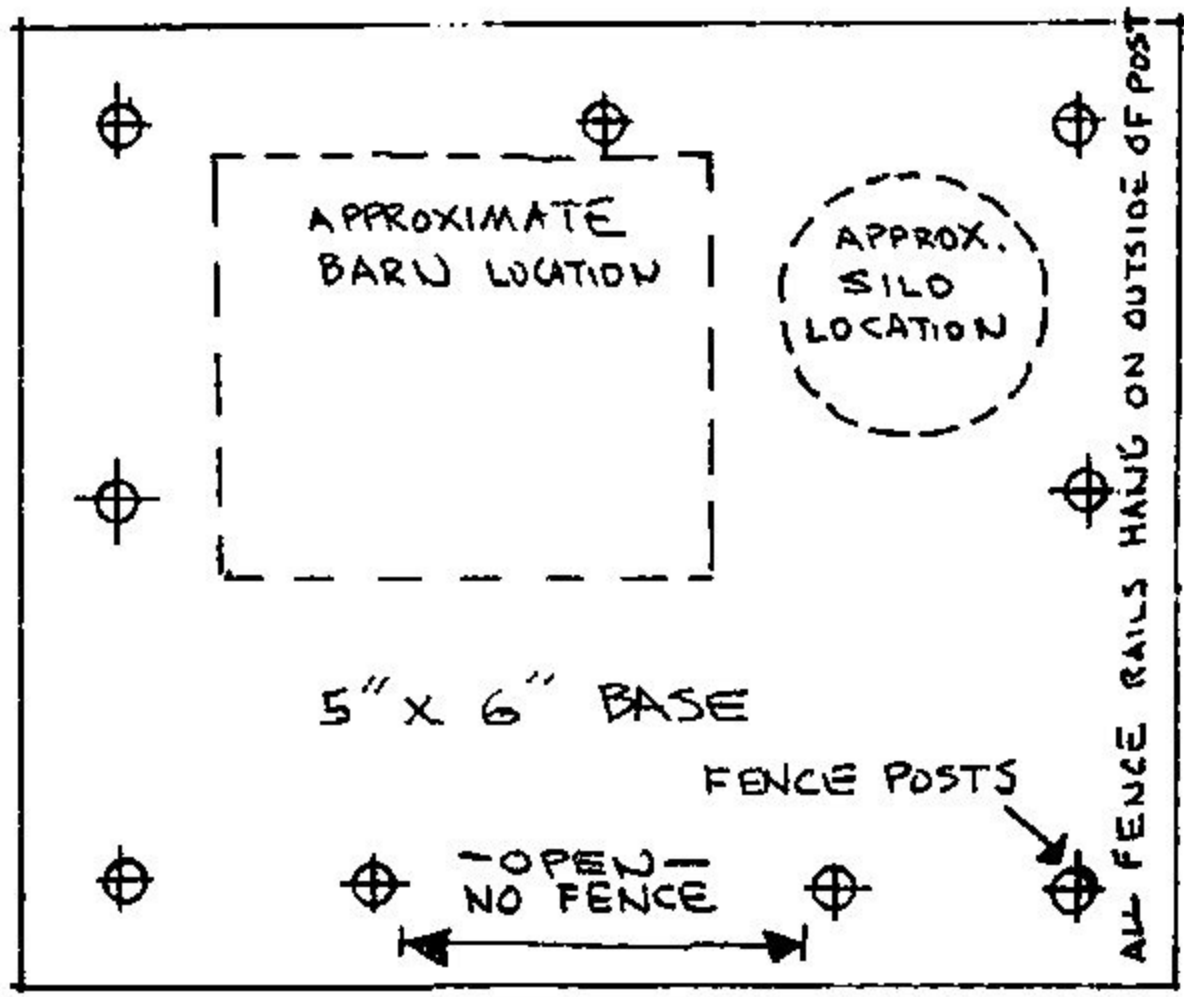 APPROXIMATE
BARN LOCATION
APPROX.
SILO
LOCATION
5" X 6" BASE
FENCE POSTS
-OPEN-
NO FENCE
ALL FENCE RAILS HANG ON OUTSIDE OF POST